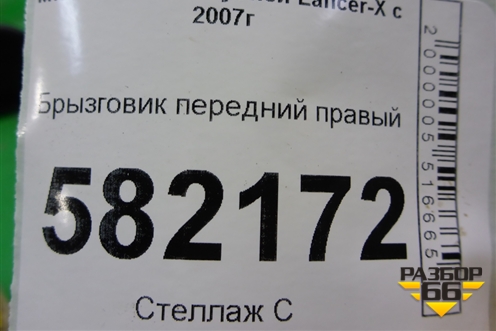 Lancer-X с
2007г
Брызговик передний правый
582172
Стеллаж С
2000005516665
РАЗБОР
66